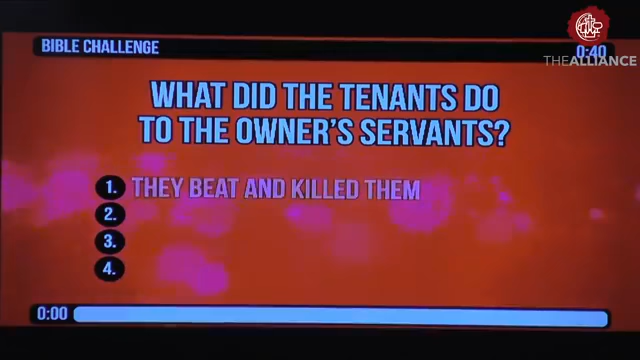 BIBLE CHALLENGE
0:40
THEALLIANCE
WHAT DID THE TENANTS DO
TO THE OWNER'S SERVANTS?
1. THEY BEAT AND KILLED THEM
2.
3.
4.
0:00